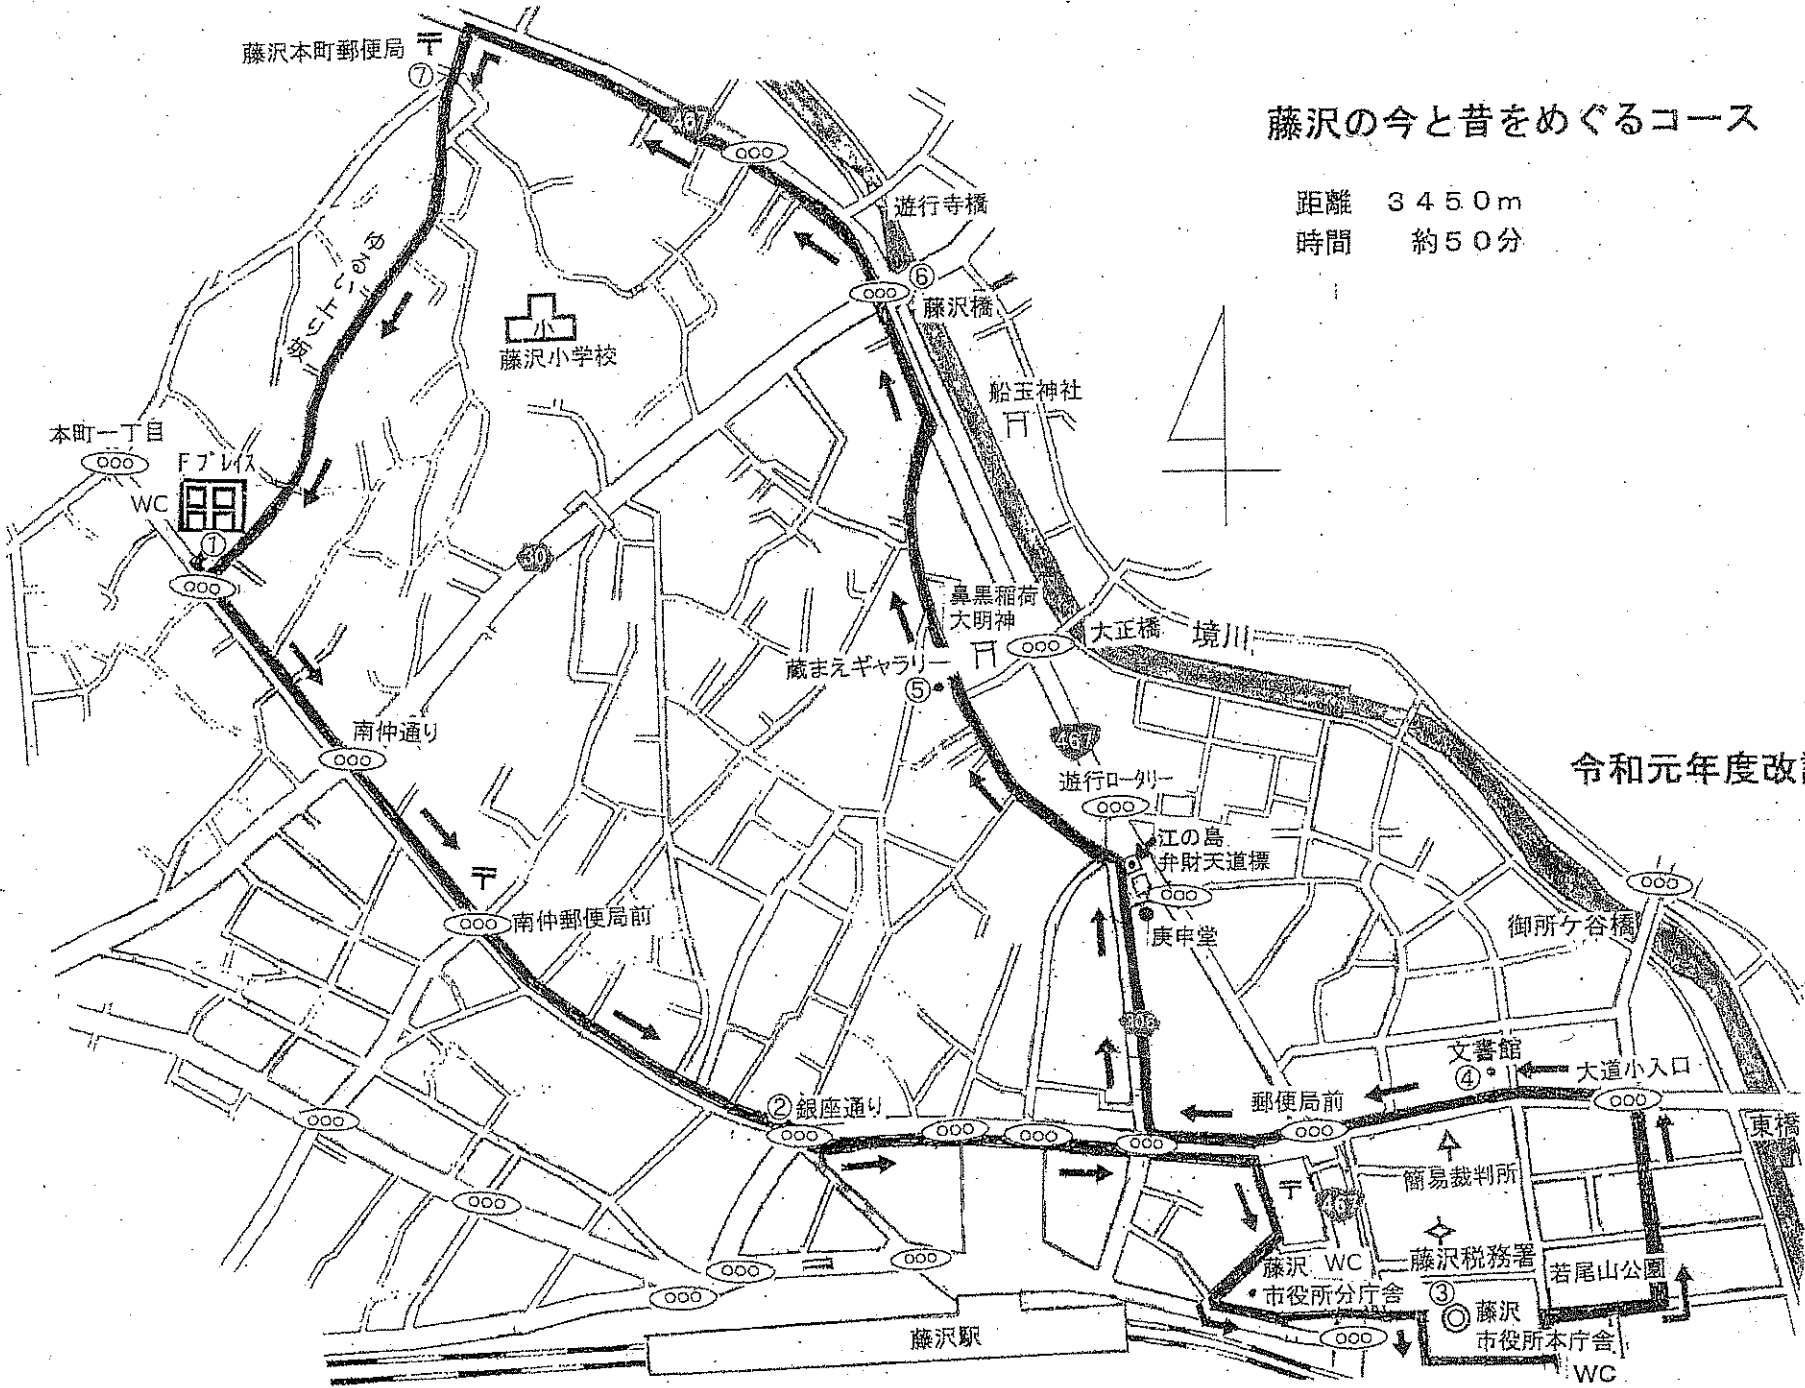 藤沢の今と昔をめぐるコース
距離 3450m
時間 約50分
藤沢本町郵便局
⑦
467
遊行寺橋
⑥
藤沢橋
ゆるい上り坂
小
藤沢小学校
船玉神社
本町一丁目
Fプレイス
WC
①
30
鼻黒稲荷
大明神
大正橋
境川
蔵まえギャラリー
⑤
南仲通り
467
遊行ロータリー
令和元年度改
江の島
弁財天道標
南仲郵便局前
庚申堂
御所ケ谷橋
文書館
④
大道小入口
②銀座通り
郵便局前
東橋
簡易裁判所
467
藤沢
市役所分庁舎
WC
藤沢税務署
若尾山公園
③
藤沢
市役所本庁舎
WC
藤沢駅